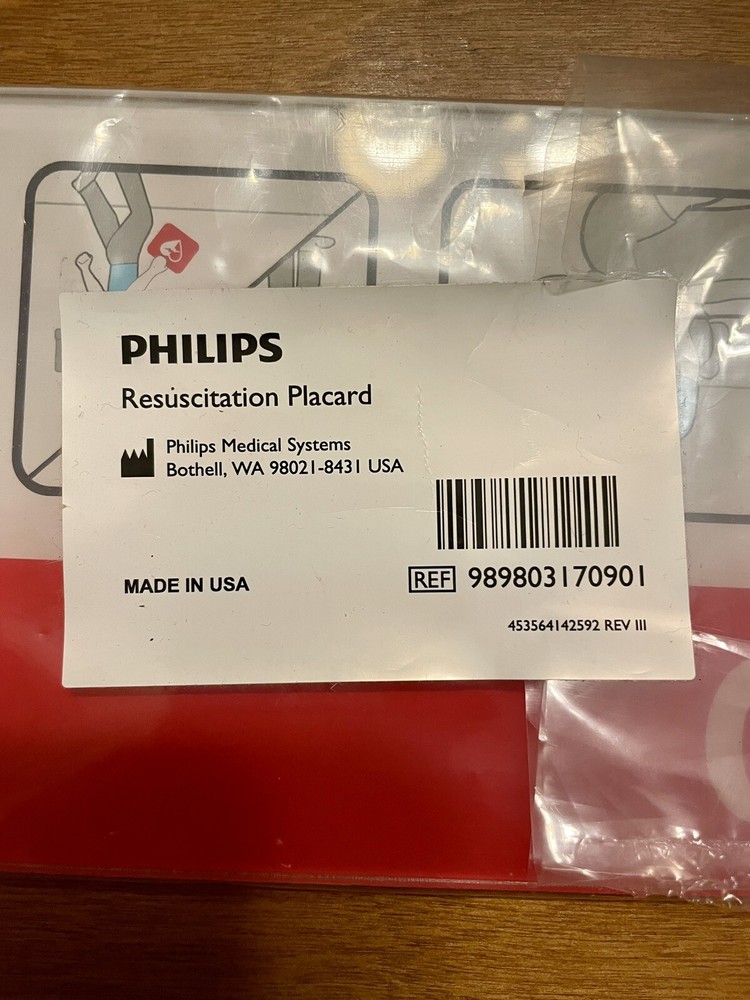 PHILIPS
Resuscitation Placard
Philips Medical Systems
Bothell, WA 98021-8431 USA
MADE IN USA
REF 989803170901
453564142592 REV III